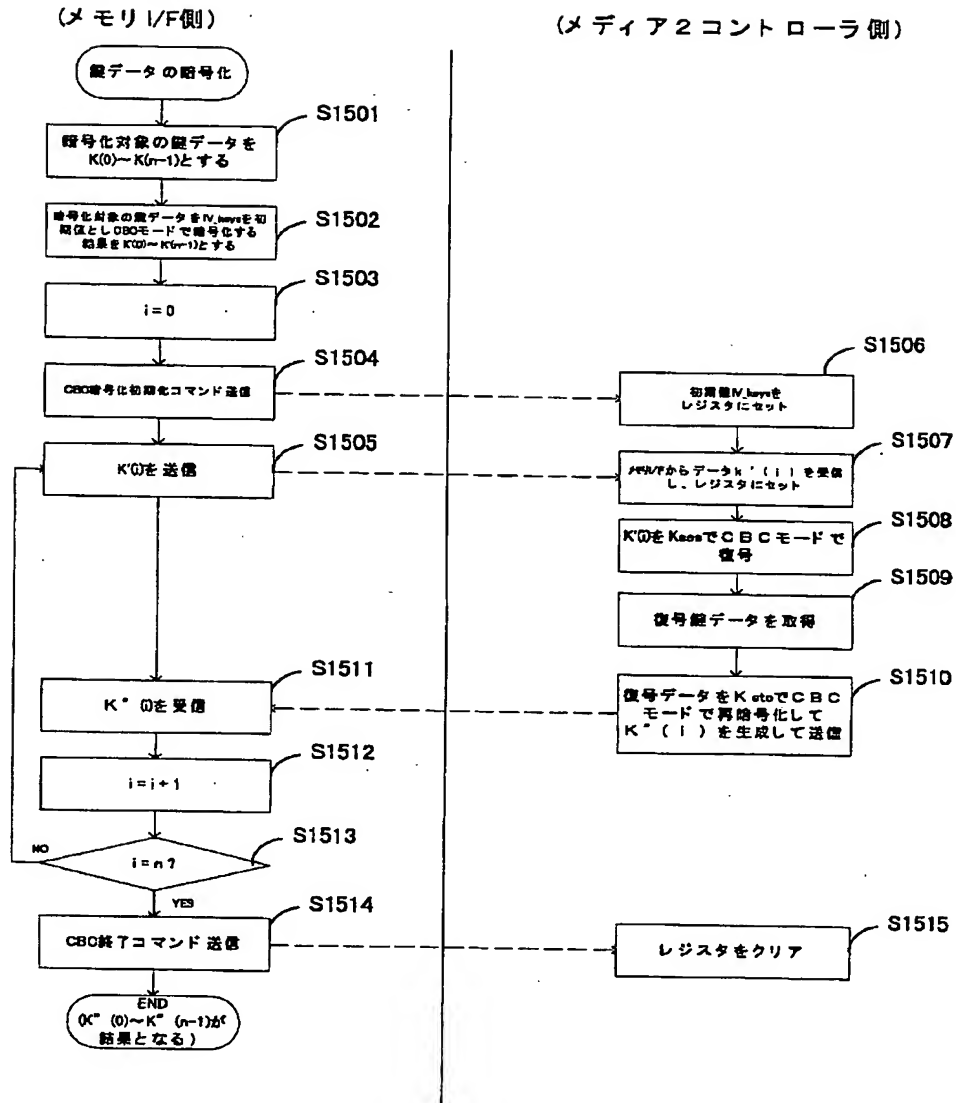 (メモリI/F側)
(メディア2コントローラ側)
鍵データの暗号化
S1501
暗号化対象の鍵データを
K(0)~K(n-1)とする
S1502
暗号化対象の鍵データをIV_keysを初
期値としCBCモードで暗号化する
結果をK'(0)~K'(n-1)とする
S1503
i=0
S1504
CBC暗号化初期化コマンド送信
S1506
初期値IV_keysを
レジスタにセット
S1505
K'(i)を送信
S1507
メモリI/Fからデータk'(i)を受信
し、レジスタにセット
S1508
K'(i)をKsesでCBCモードで
復号
S1509
復号鍵データを取得
S1510
復号データをKstoでCBC
モードで再暗号化して
K"(i)を生成して送信
S1511
K"(i)を受信
S1512
i=i+1
S1513
i=n?
NO
YES
S1514
CBC終了コマンド送信
S1515
レジスタをクリア
END
(K"(0)~K"(n-1)が
結果となる)